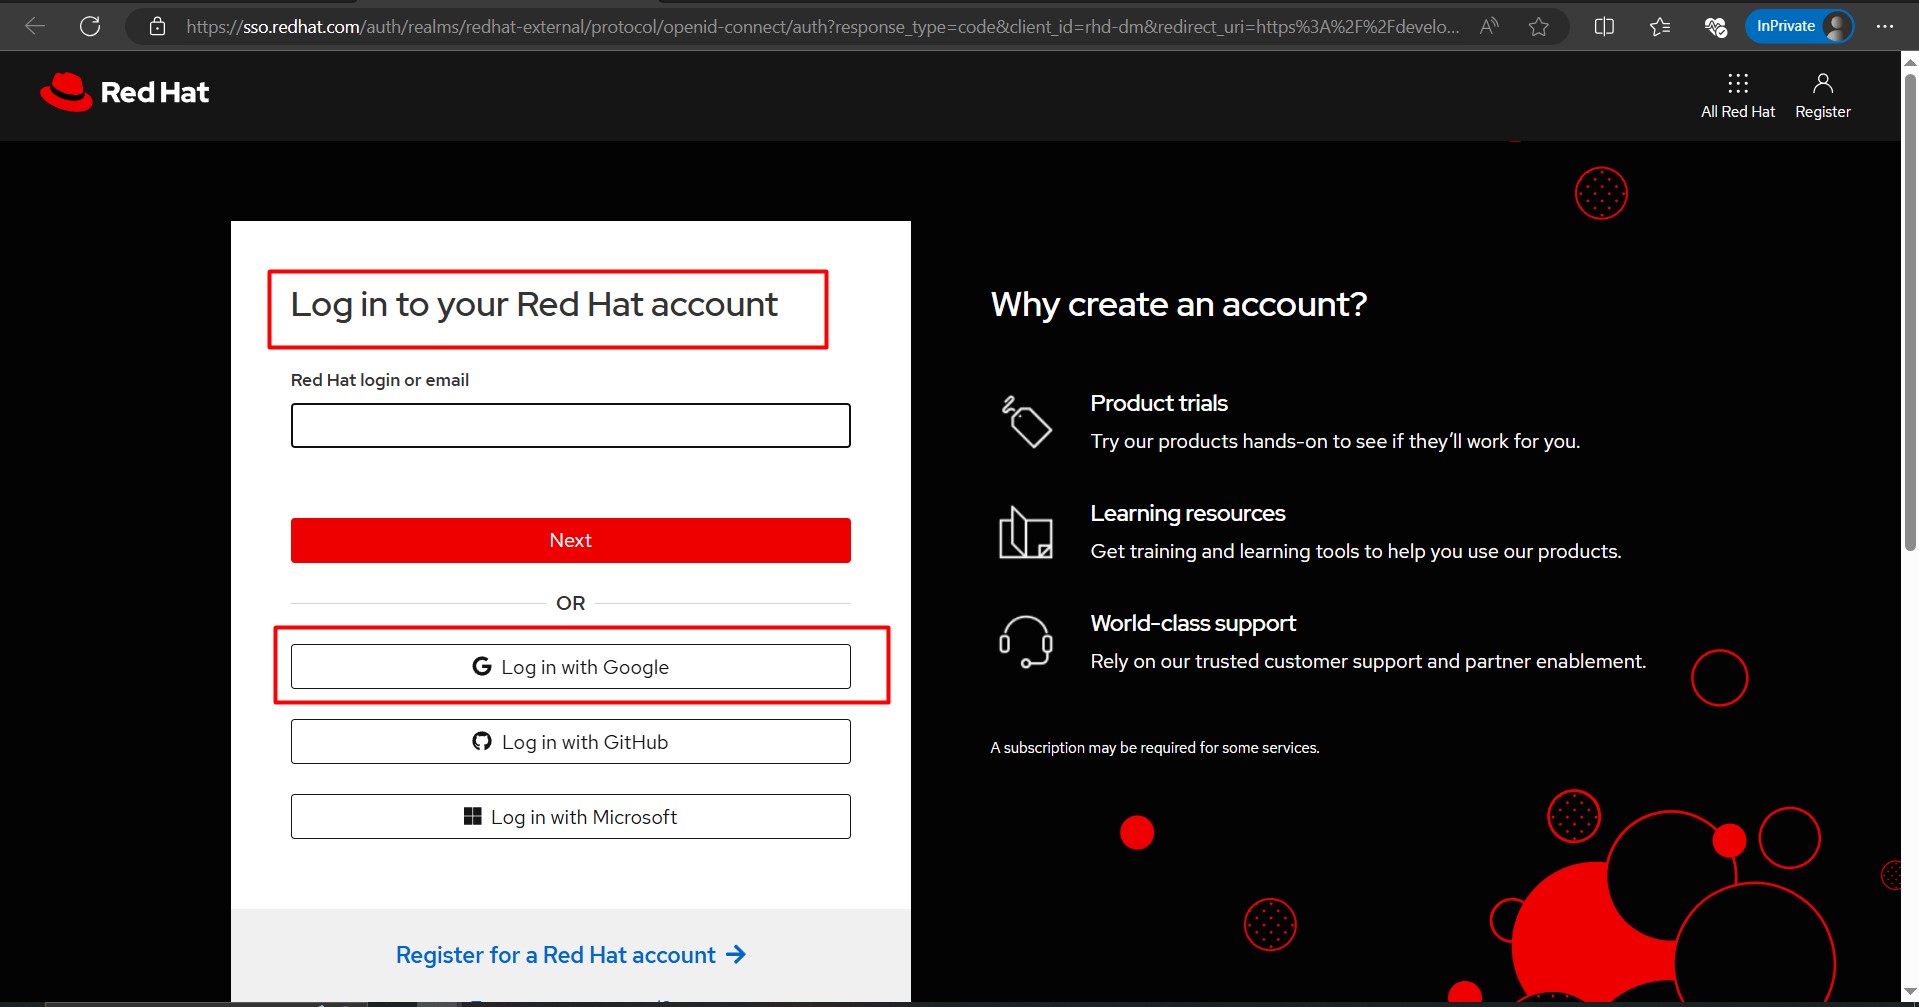 https://sso.redhat.com/auth/realms/redhat-external/protocol/openid-connect/auth?response_type=code&client_id=rhd-dm&redirect_uri=https%3A%2F%2Fdevelo...
InPrivate
Red Hat
All Red Hat
Register
Log in to your Red Hat account
Red Hat login or email
Next
OR
Log in with Google
Log in with GitHub
Log in with Microsoft
Register for a Red Hat account
Why create an account?
Product trials
Try our products hands-on to see if they’ll work for you.
Learning resources
Get training and learning tools to help you use our products.
World-class support
Rely on our trusted customer support and partner enablement.
A subscription may be required for some services.